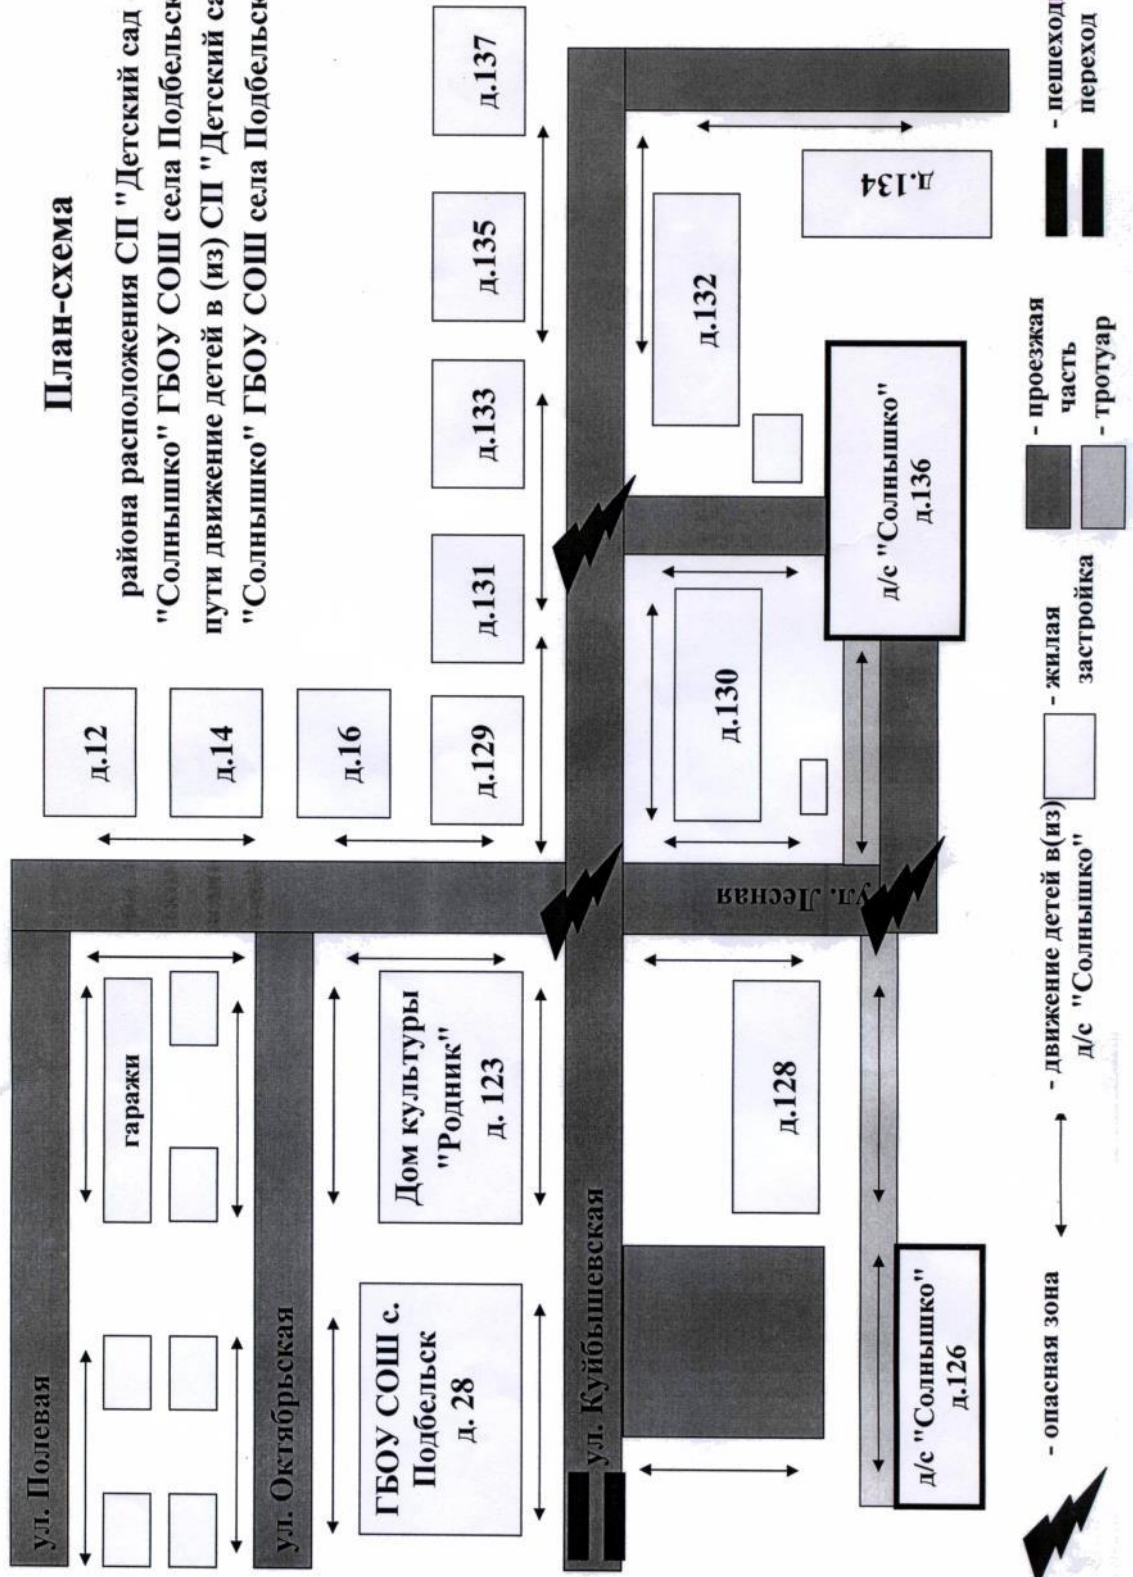 План-схема
района расположения СП "Детский сад
"Солнышко" ГБОУ СОШ села Подбельск
пути движение детей в (из) СП "Детский са
"Солнышко" ГБОУ СОШ села Подбельск
ул. Полевая
гаражи
д.12
д.14
д.16
ул. Октябрьская
ГБОУ СОШ с.
Подбельск
д. 28
Дом культуры
"Родник"
д. 123
д.129
д.131
д.133
д.135
д.137
ул. Куйбышевская
ул. Лесная
д.128
д.130
д.132
д.134
д/с "Солнышко"
д.136
д/с "Солнышко"
д.126
- опасная зона
- движение детей в(из)
д/с "Солнышко"
- жилая
застройка
- проезжая
часть
- тротуар
- пешеход
переход